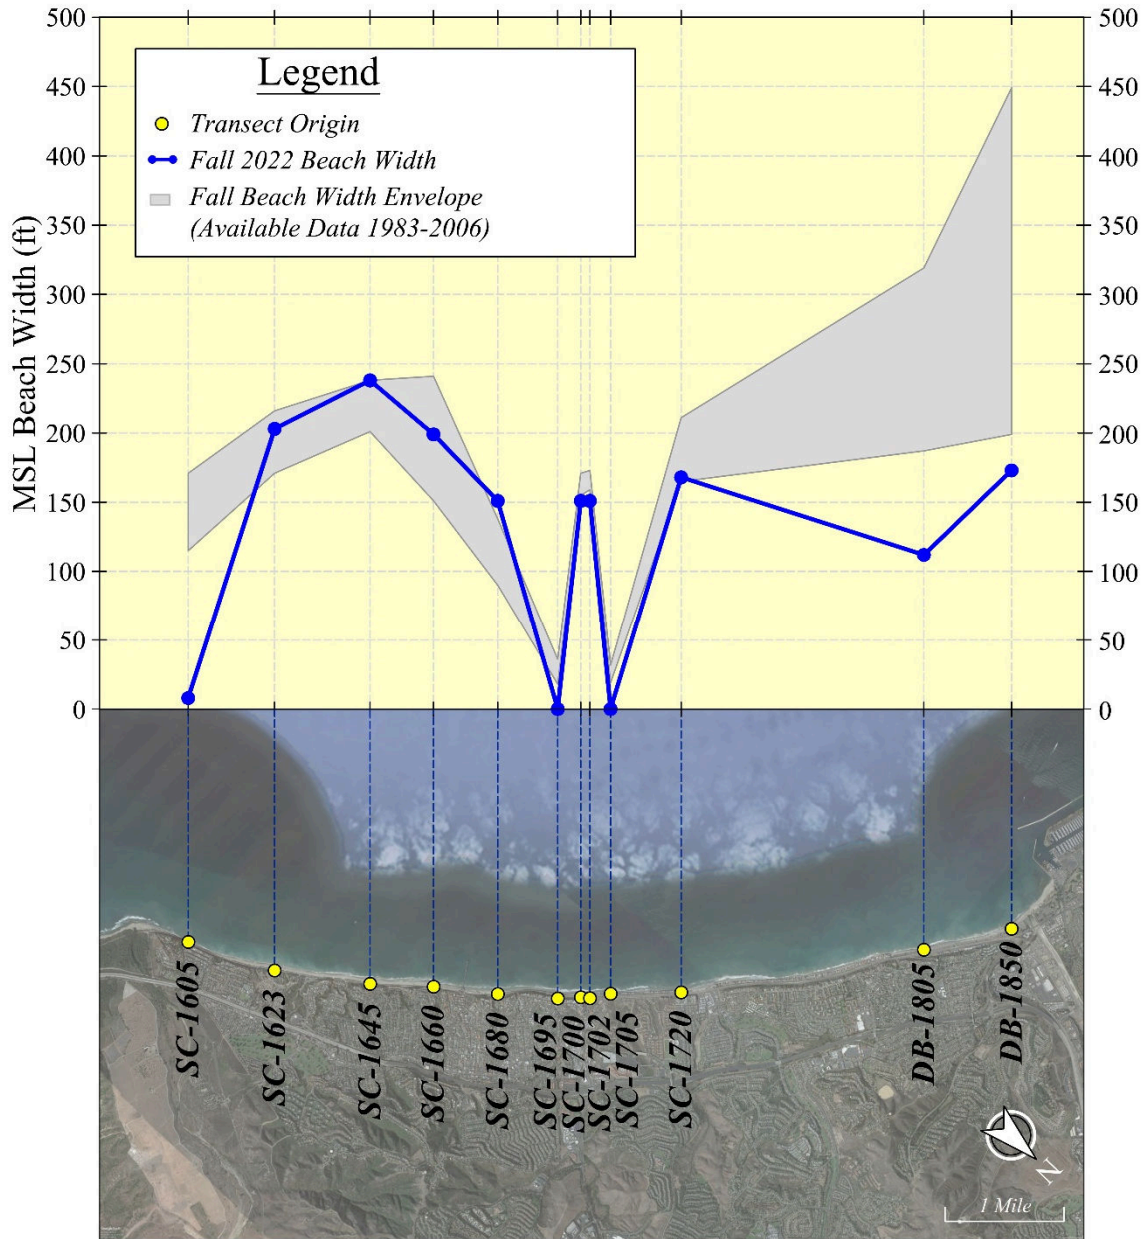 500
450
400
350
300
250
200
150
100
50
0
MSL Beach Width (ft)
Legend
Transect Origin
Fall 2022 Beach Width
Fall Beach Width Envelope
(Available Data 1983-2006)
500
450
400
350
300
250
200
150
100
50
0
SC-1605
SC-1623
SC-1645
SC-1660
SC-1680
SC-1695
SC-1700
SC-1702
SC-1705
SC-1720
DB-1805
DB-1850
N
1 Mile